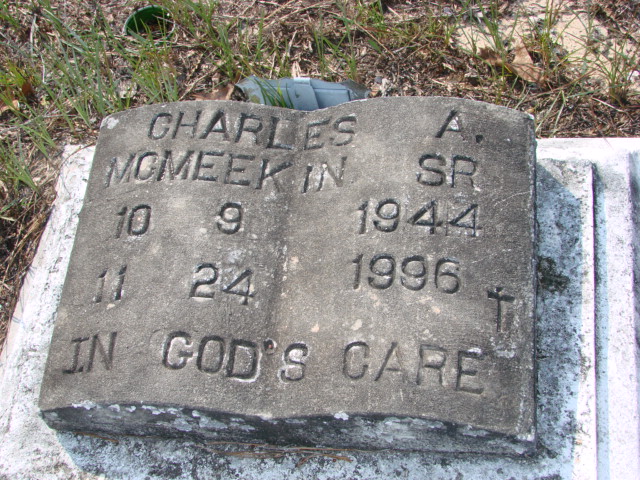 CHARLES A.
MCMEEKIN SR
10 9 1944
11 24 1996
IN GOD'S CARE